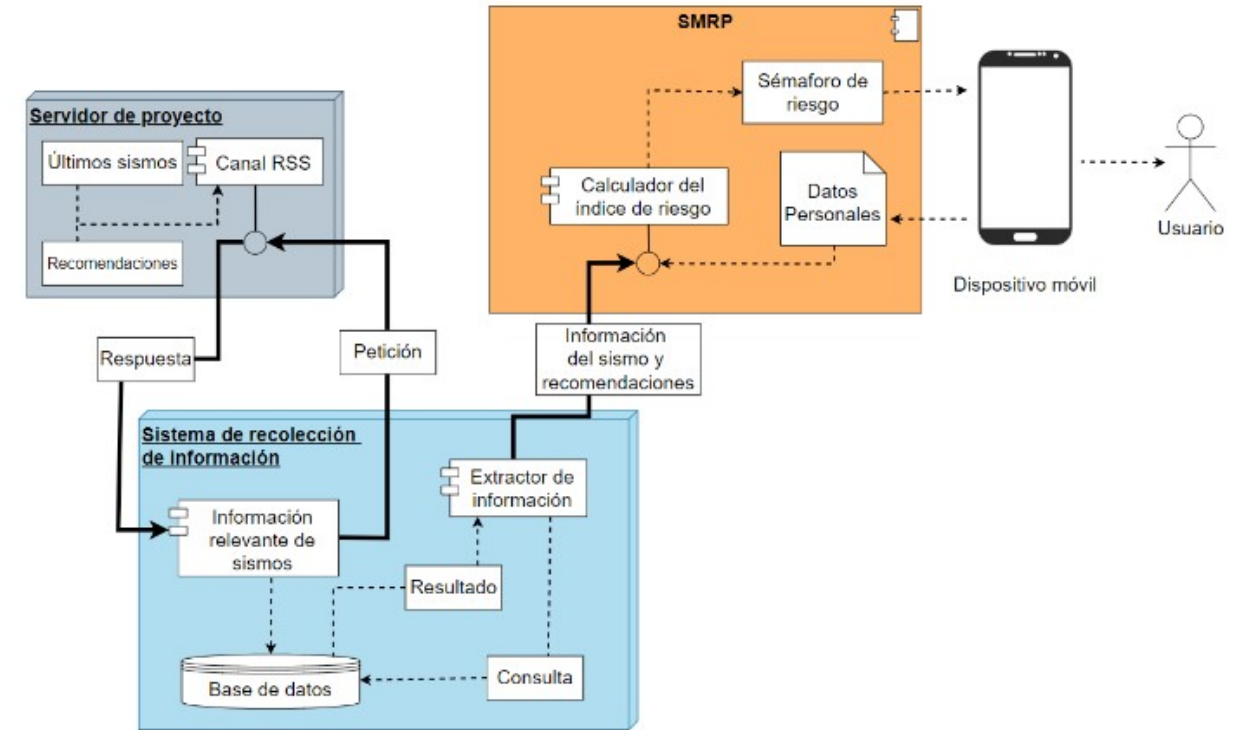 SMRP
Sémaforo de
riesgo
Servidor de proyecto
Últimos sismos
Canal RSS
Recomendaciones
Calculador del
indice de riesgo
Datos
Personales
Usuario
Dispositivo móvil
Respuesta
Petición
Información
del sismo y
recomendaciones
Sistema de recolección
de información
Extractor de
información
Información
relevante de
sismos
Resultado
Consulta
Base de datos